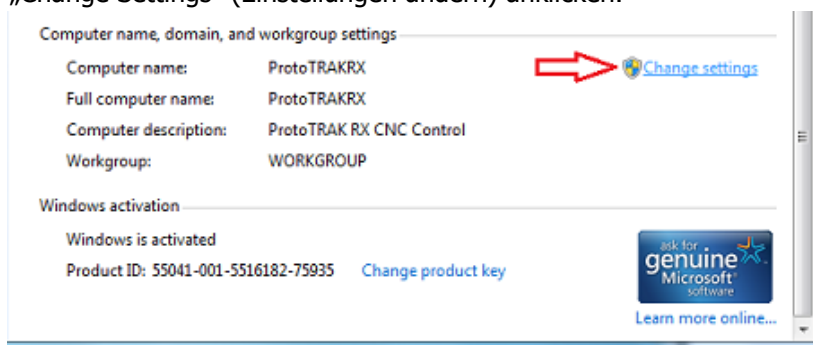 „Change Settings“ (Einstellungen ändern) anklicken.
Computer name, domain, and workgroup settings
Computer name: ProtoTRAKRX Change settings
Full computer name: ProtoTRAKRX
Computer description: ProtoTRAK RX CNC Control
Workgroup: WORKGROUP
Windows activation
Windows is activated
Product ID: 55041-001-5516182-75935 Change product key
ask for
genuine
Microsoft
software
Learn more online...